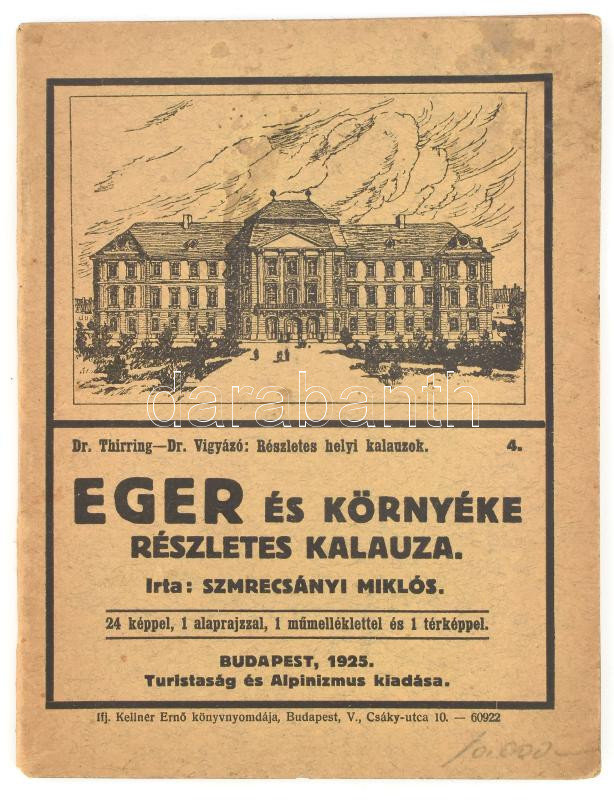 darabanth
Dr. Thirring—Dr. Vigyázó: Részletes helyi kalauzok. 4.
EGER ÉS KÖRNYÉKE
RÉSZLETES KALAUZA.
Irta: SZMRECSÁNYI MIKLÓS.
24 képpel, 1 alaprajzzal, 1 műmelléklettel és 1 térképpel.
BUDAPEST, 1925.
Turistaság és Alpinizmus kiadása.
Ifj. Kellner Ernő könyvnyomdája, Budapest, V., Csáky-utca 10. — 60922
10.000—